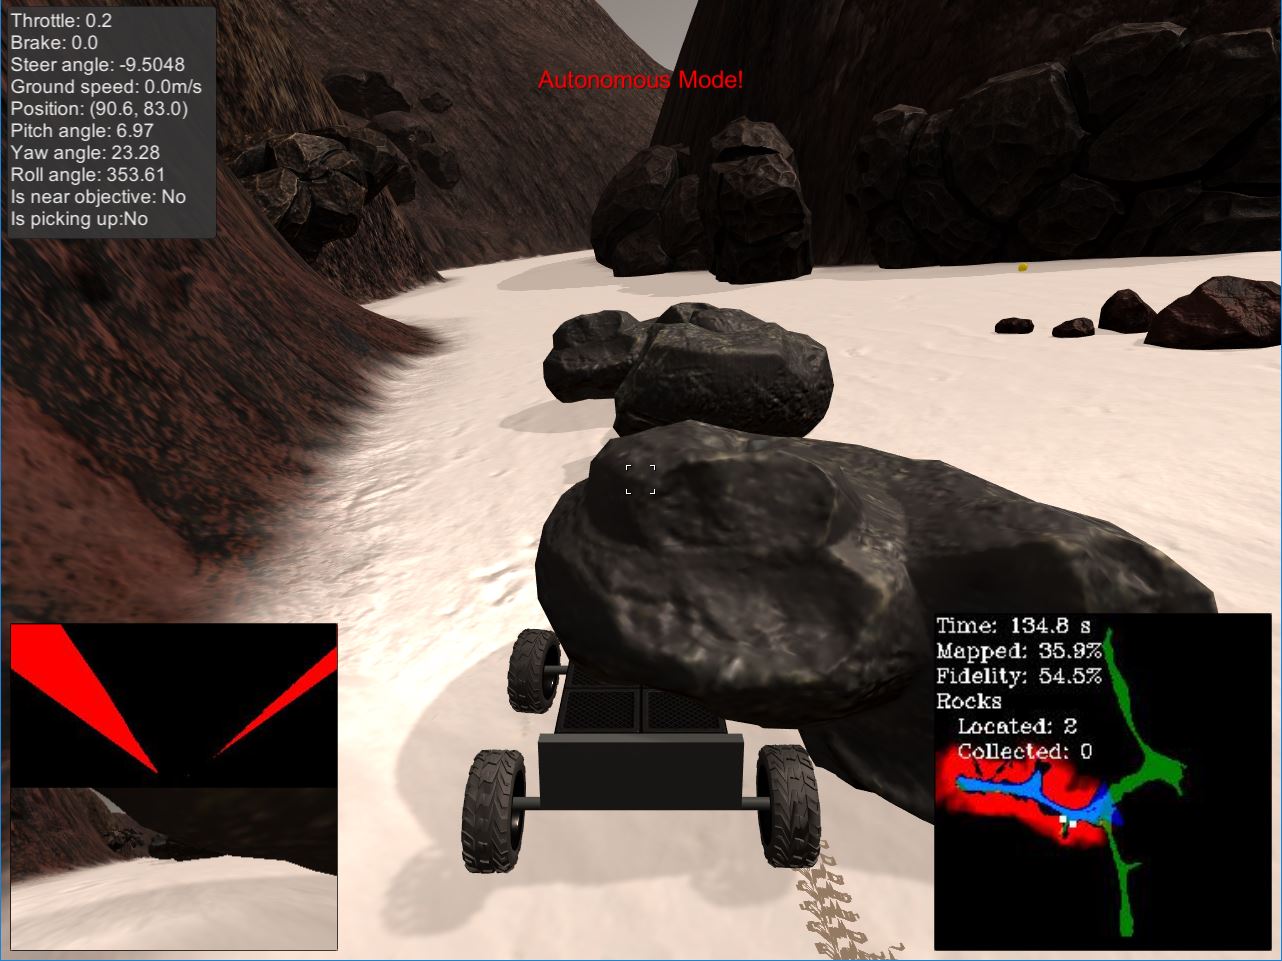 Throttle: 0.2
Brake: 0.0
Steer angle: -9.5048
Ground speed: 0.0m/s
Position: (90.6, 83.0)
Pitch angle: 6.97
Yaw angle: 23.28
Roll angle: 353.61
Is near objective: No
Is picking up:No
Autonomous Mode!
Time: 134.8 s
Mapped: 35.9%
Fidelity: 54.5%
Rocks
Located: 2
Collected: 0